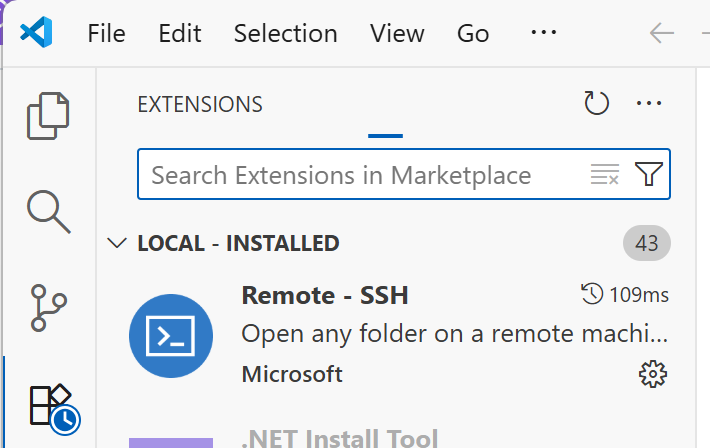 File Edit Selection View Go ...
EXTENSIONS
Search Extensions in Marketplace
LOCAL - INSTALLED 43
Remote - SSH 109ms
Open any folder on a remote machi...
Microsoft
.NET Install Tool